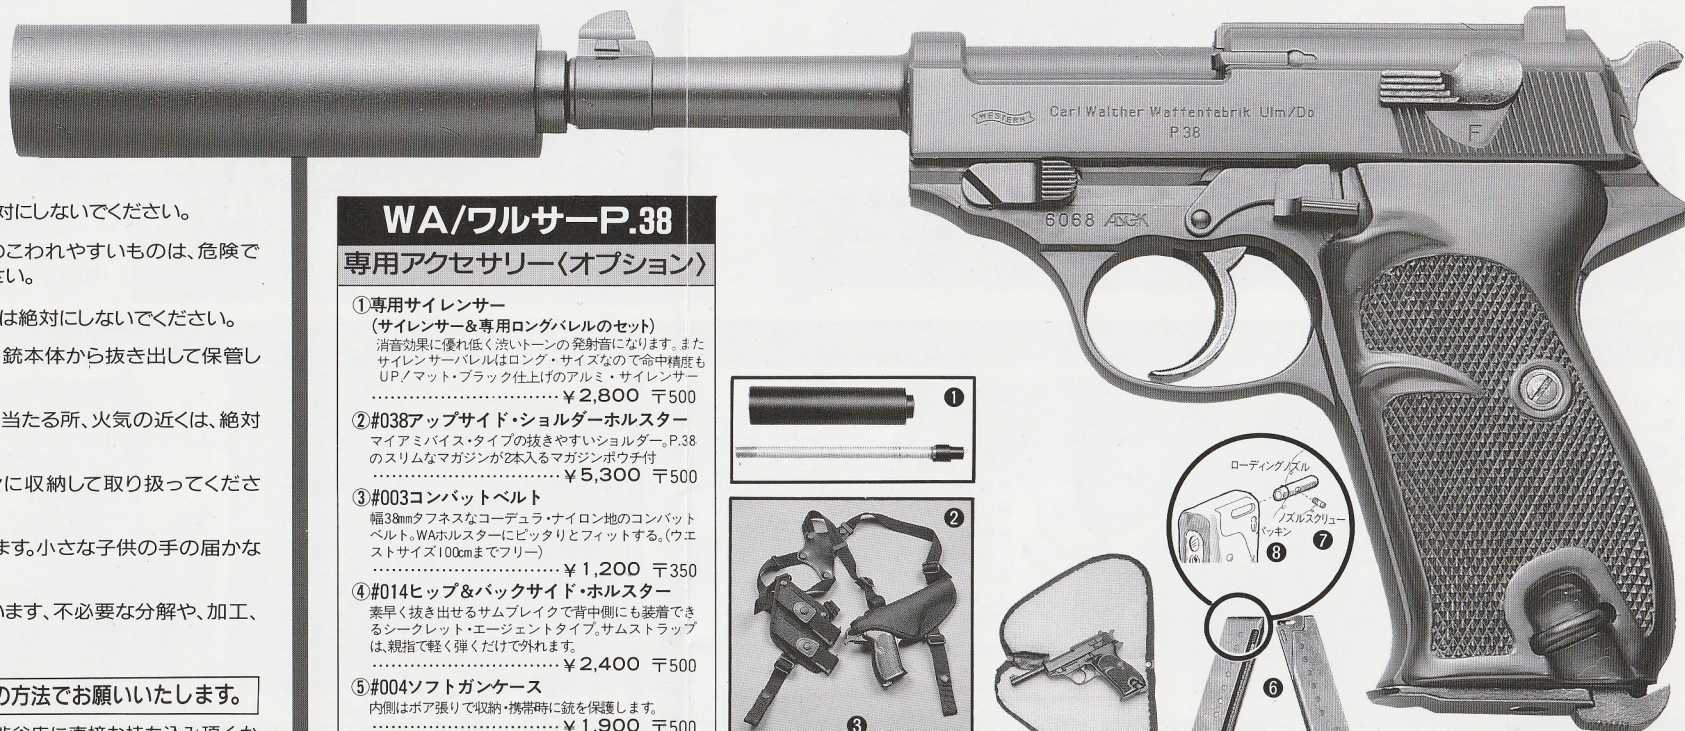 対にしないでください。
のこわれやすいものは、危険で
さい。
は絶対にしないでください。
銃本体から抜き出して保管し
当たる所、火気の近くは、絶対
に収納して取り扱ってくださ
ます。小さな子供の手の届かな
います、不必要な分解や、加工、
の方法でお願いいたします。
WESTERN
Carl Walther Waffenfabrik Ulm/Do
P38
F
6068 ASGK
WA/ワルサーP.38
専用アクセサリー〈オプション〉
①専用サイレンサー
(サイレンサー&専用ロングバレルのセット)
消音効果に優れ低く渋いトーンの発射音になります。また
サイレンサーバレルはロング・サイズなので命中精度も
UP!マット・ブラック仕上げのアルミ・サイレンサー
……………………………¥2,800 〒500
②#038アップサイド・ショルダーホルスター
マイアミバイス・タイプの抜きやすいショルダー。P.38
のスリムなマガジンが2本入るマガジンポウチ付
……………………………¥5,300 〒500
③#003コンバットベルト
幅38mmタフネスなコーデュラ・ナイロン地のコンバット
ベルト。WAホルスターにピッタリとフィットする。(ウエ
ストサイズ100cmまでフリー)
……………………………¥1,200 〒350
④#014ヒップ&バックサイド・ホルスター
素早く抜き出せるサムブレイクで背中側にも装着でき
るシークレット・エージェントタイプ。サムストラップ
は、親指で軽く弾くだけで外れます。
……………………………¥2,400 〒500
⑤#004ソフトガンケース
内側はボア張りで収納・携帯時に銃を保護します。
……………………………¥1,900 〒500
❶
❷
❸
ローディングノズル
ノズルスクリュー
パッキン
❽
❼
❻